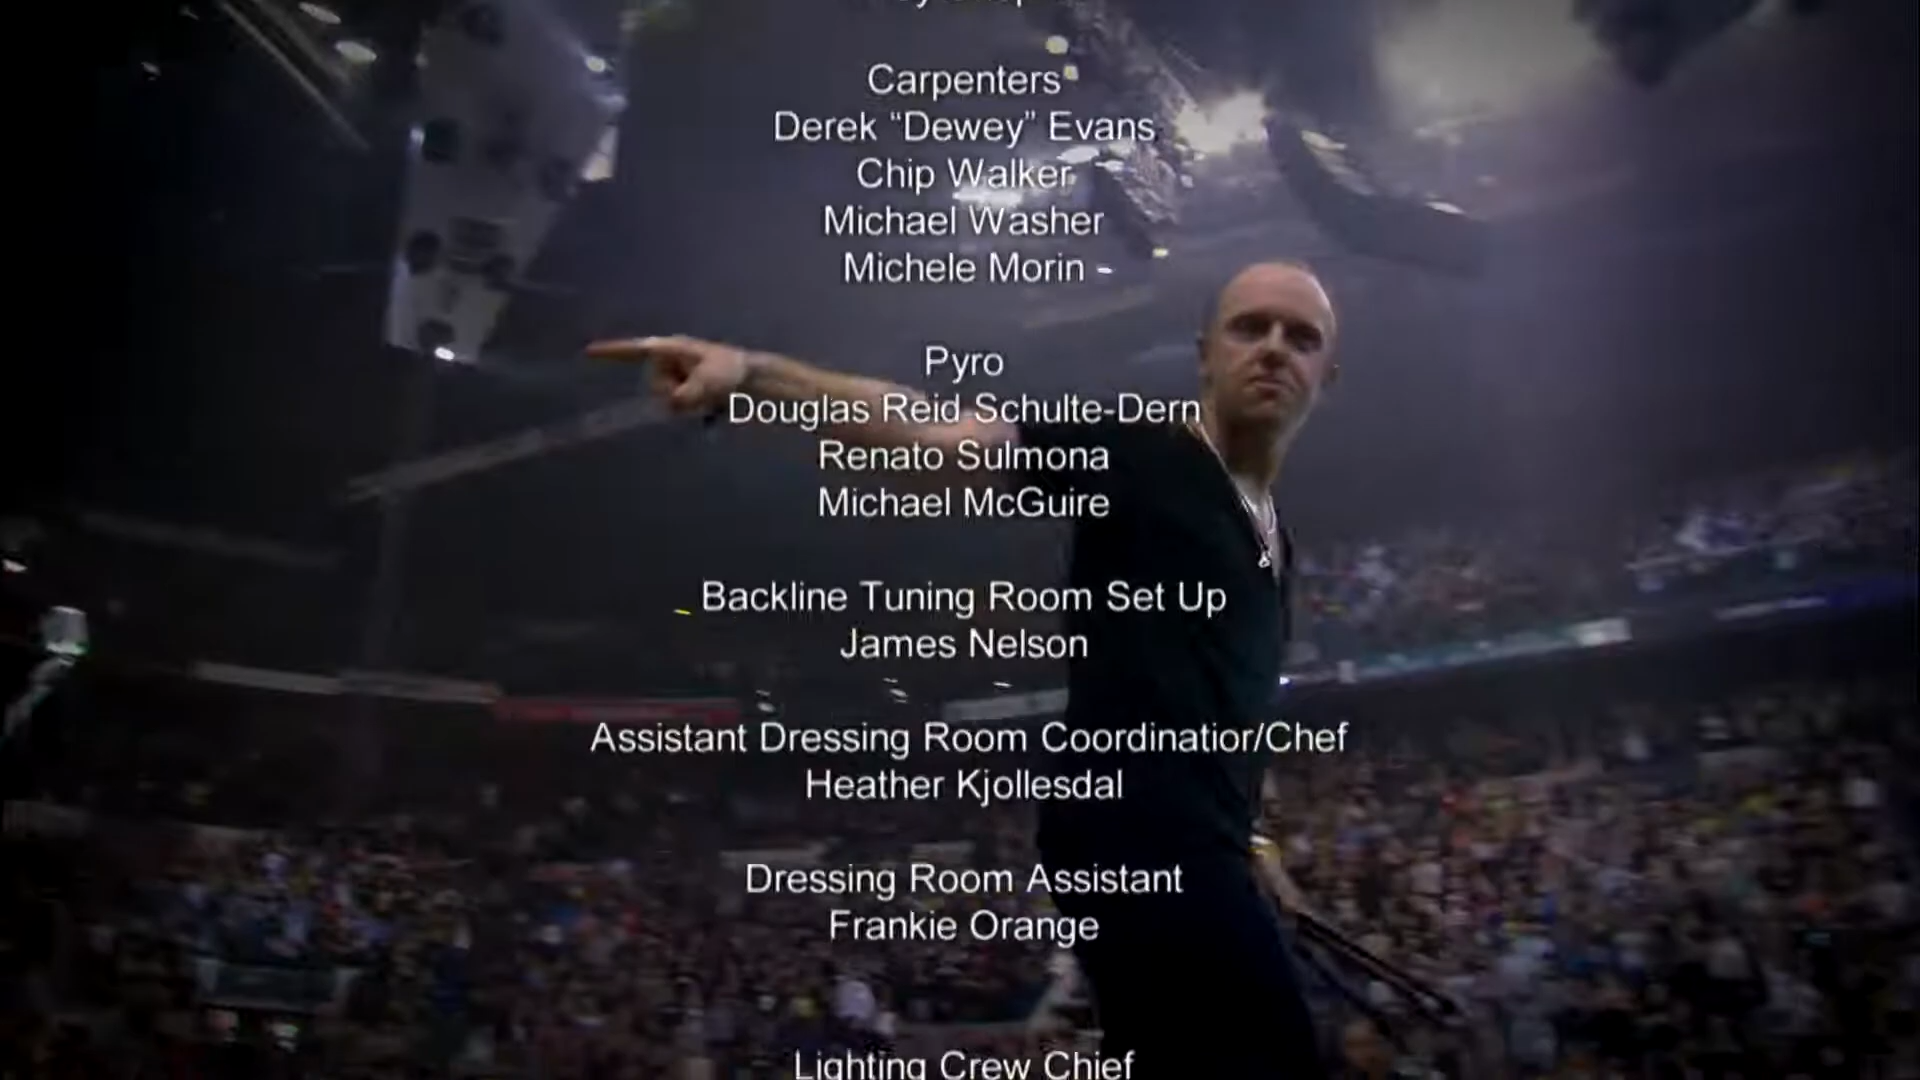 Carpenters
Derek “Dewey” Evans
Chip Walker
Michael Washer
Michele Morin
Pyro
Douglas Reid Schulte-Dern
Renato Sulmona
Michael McGuire
Backline Tuning Room Set Up
James Nelson
Assistant Dressing Room Coordinatior/Chef
Heather Kjollesdal
Dressing Room Assistant
Frankie Orange
Lighting Crew Chief